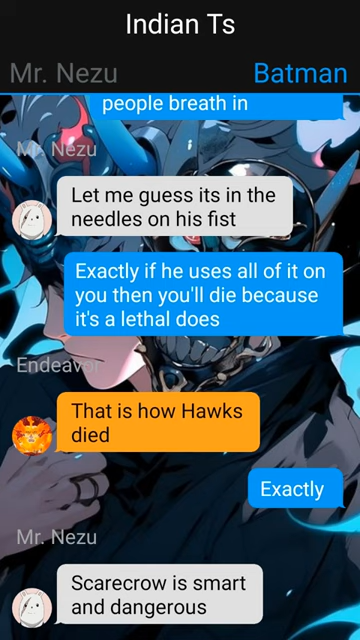 Indian Ts
Mr. Nezu
Batman
people breath in
Mr. Nezu
Let me guess its in the
needles on his fist
Exactly if he uses all of it on
you then you'll die because
it's a lethal does
Endeavor
That is how Hawks
died
Exactly
Mr. Nezu
Scarecrow is smart
and dangerous